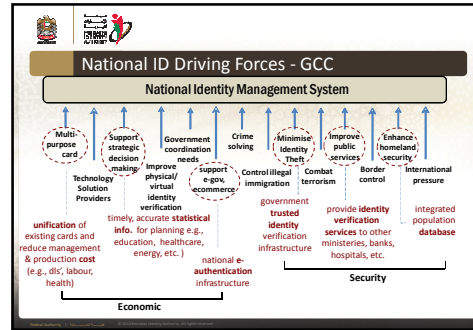 National ID Driving Forces - GCC
National Identity Management System
Multi-
purpose
card
Technology
Solution
Providers
Support
strategic
decision
making
Improve
physical/
virtual
identity
verification
Government
coordination
needs
support
e-gov,
ecommerce
Crime
solving
Control illegal
immigration
Minimise
Identity
Theft
Combat
terrorism
Improve
public
services
Border
control
Enhance
homeland
security
International
pressure
unification of
existing cards and
reduce management
& production cost
(e.g., dls', labour,
health)
timely, accurate statistical
info. for planning e.g.,
education, healthcare,
energy, etc. )
national e-
authentication
infrastructure
government
trusted
identity
verification
infrastructure
provide identity
verification
services to other
ministries, banks,
hospitals, etc.
integrated
population
database
Economic
Security